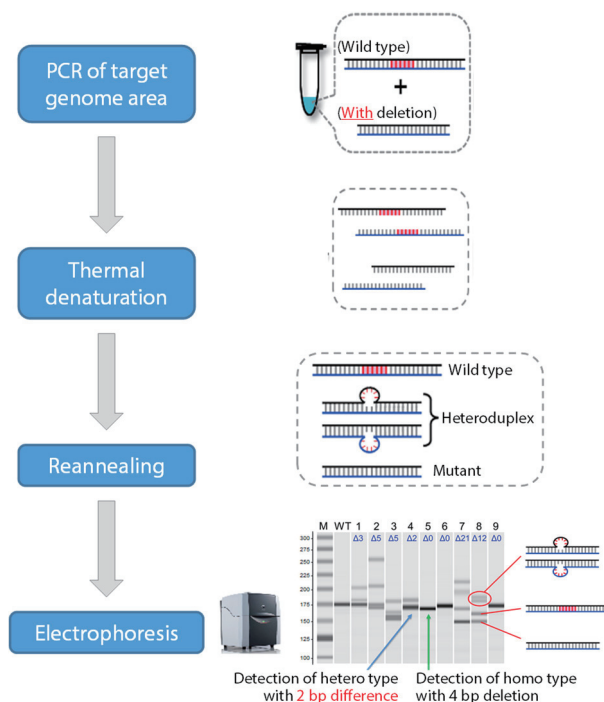 PCR of target
genome area
(Wild type)
+
(With deletion)
Thermal
denaturation
Reannealing
Wild type
Heteroduplex
Mutant
Electrophoresis
M WT 1 2 3 4 5 6 7 8 9
Δ3 Δ5 Δ5 Δ2 Δ0 Δ0 Δ21 Δ12 Δ0
300
250
200
175
150
125
100
Detection of hetero type
with 2 bp difference
Detection of homo type
with 4 bp deletion